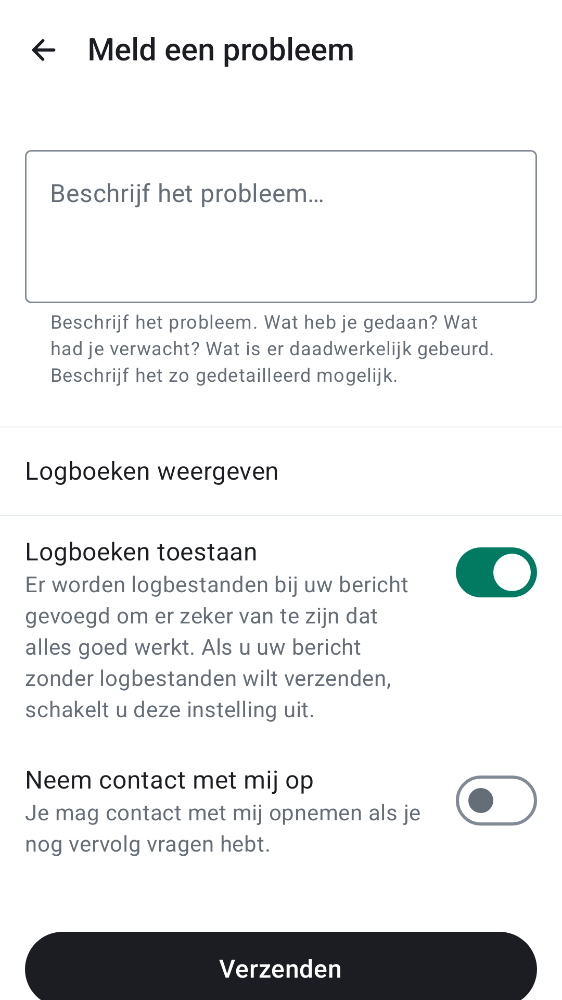 Meld een probleem
Beschrijf het probleem…
Beschrijf het probleem. Wat heb je gedaan? Wat
had je verwacht? Wat is er daadwerkelijk gebeurd.
Beschrijf het zo gedetailleerd mogelijk.
Logboeken weergeven
Logboeken toestaan
Er worden logbestanden bij uw bericht
gevoegd om er zeker van te zijn dat
alles goed werkt. Als u uw bericht
zonder logbestanden wilt verzenden,
schakelt u deze instelling uit.
Neem contact met mij op
Je mag contact met mij opnemen als je
nog vervolg vragen hebt.
Verzenden